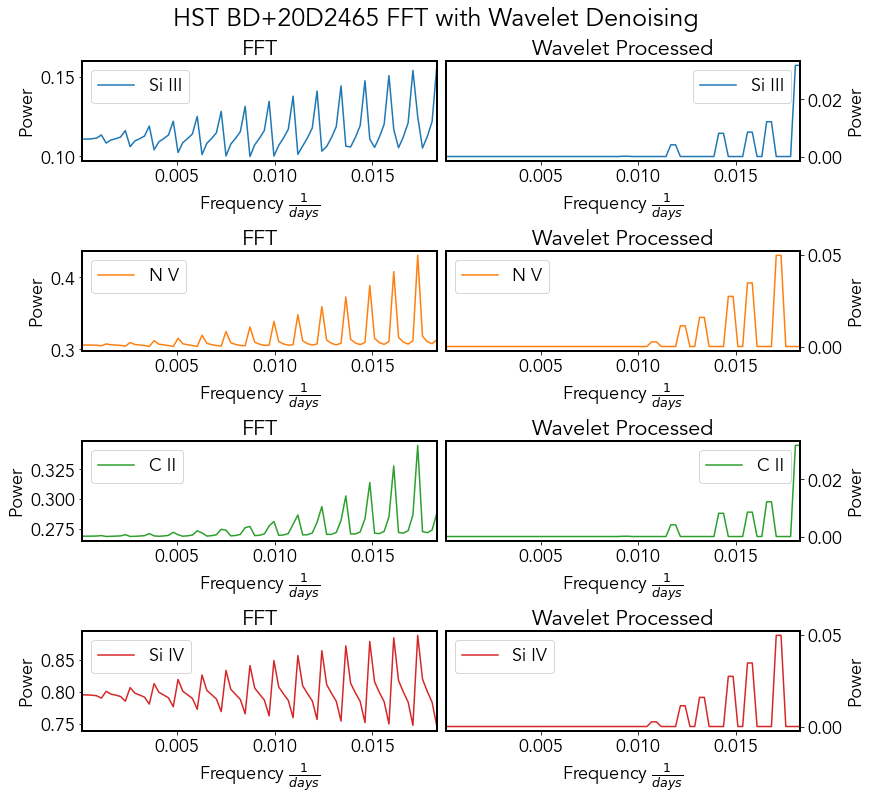 HST BD+20D2465 FFT with Wavelet Denoising
FFT
Wavelet Processed
Power
0.15
0.10
Si III
Si III
0.02
0.00
Power
0.005 0.010 0.015
0.005 0.010 0.015
Frequency 1/days
Frequency 1/days
FFT
Wavelet Processed
Power
0.4
0.3
N V
N V
0.05
0.00
Power
0.005 0.010 0.015
0.005 0.010 0.015
Frequency 1/days
Frequency 1/days
FFT
Wavelet Processed
Power
0.325
0.300
0.275
C II
C II
0.02
0.00
Power
0.005 0.010 0.015
0.005 0.010 0.015
Frequency 1/days
Frequency 1/days
FFT
Wavelet Processed
Power
0.85
0.80
0.75
Si IV
Si IV
0.05
0.00
Power
0.005 0.010 0.015
0.005 0.010 0.015
Frequency 1/days
Frequency 1/days